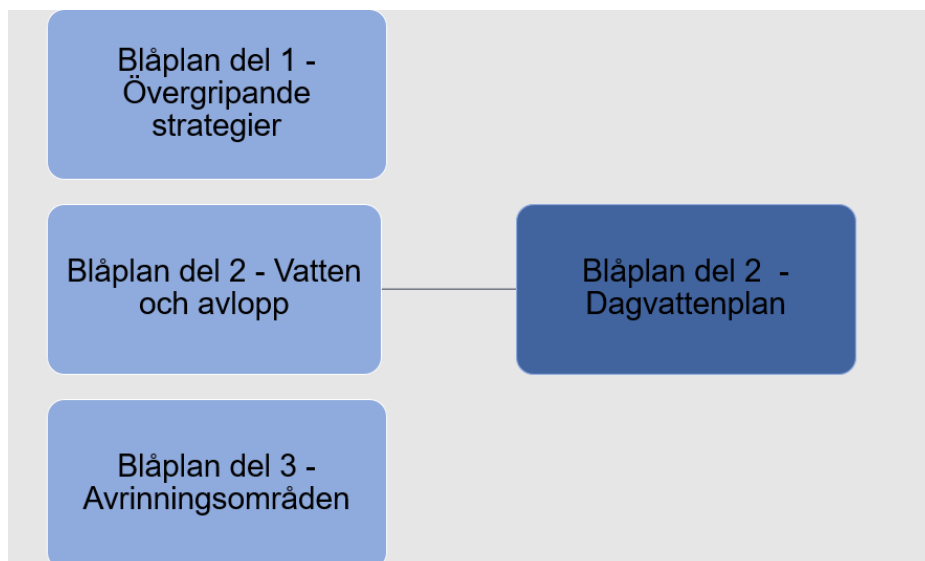 Blåplan del 1 -
Övergripande
strategier
Blåplan del 2 - Vatten
och avlopp
Blåplan del 2 -
Dagvattenplan
Blåplan del 3 -
Avrinningsområden